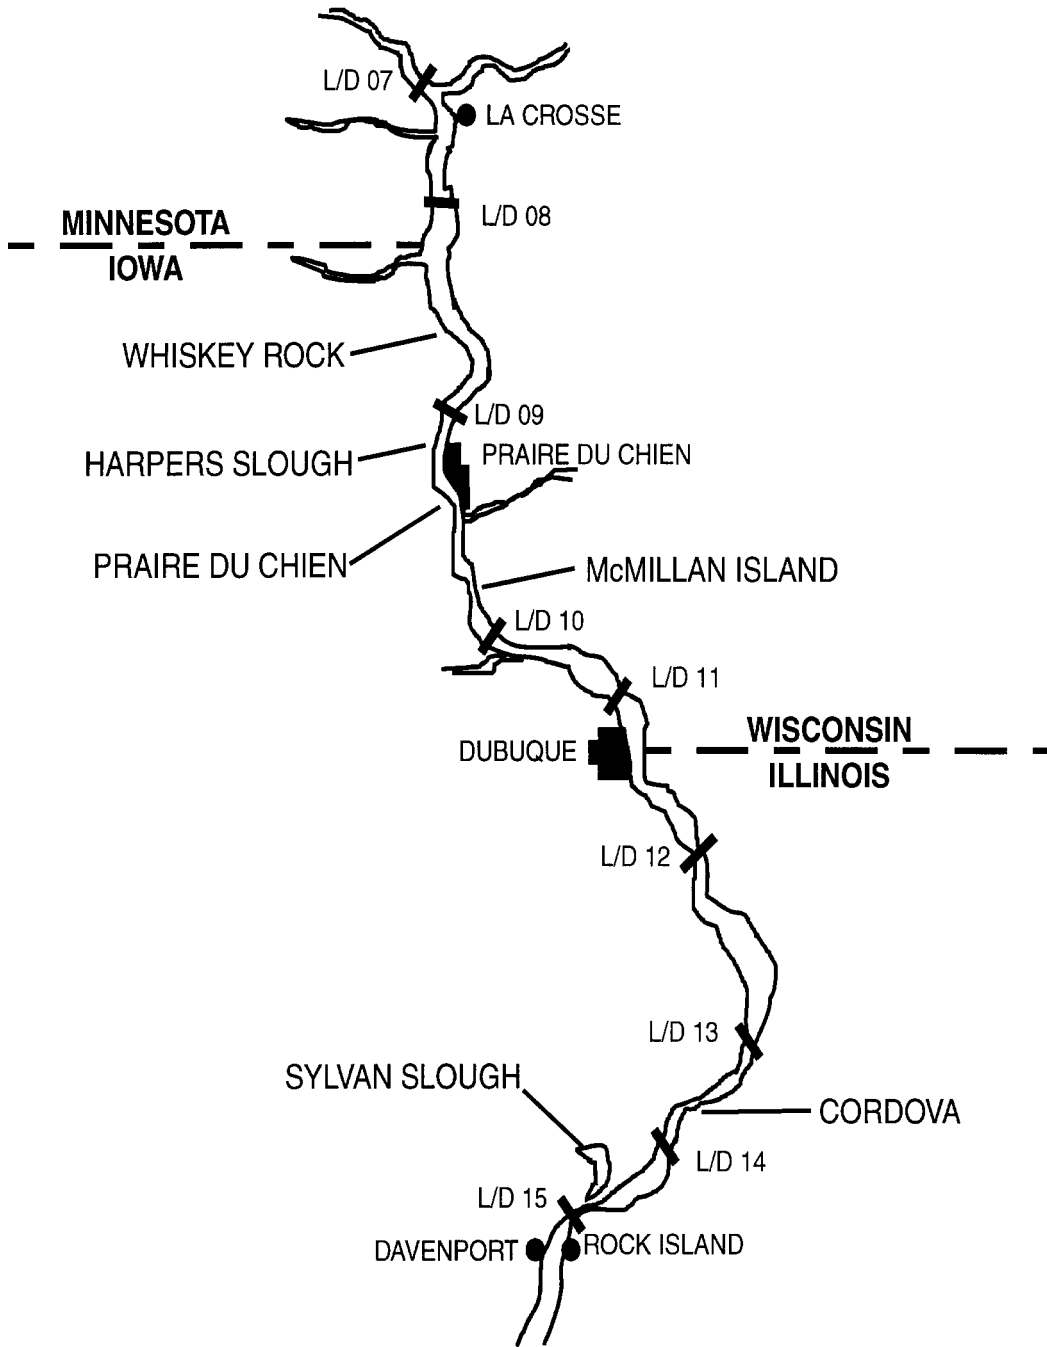 L/D 07
LA CROSSE
L/D 08
MINNESOTA
IOWA
WHISKEY ROCK
L/D 09
HARPERS SLOUGH
PRAIRE DU CHIEN
PRAIRE DU CHIEN
McMILLAN ISLAND
L/D 10
L/D 11
DUBUQUE
WISCONSIN
ILLINOIS
L/D 12
L/D 13
SYLVAN SLOUGH
CORDOVA
L/D 14
L/D 15
DAVENPORT
ROCK ISLAND